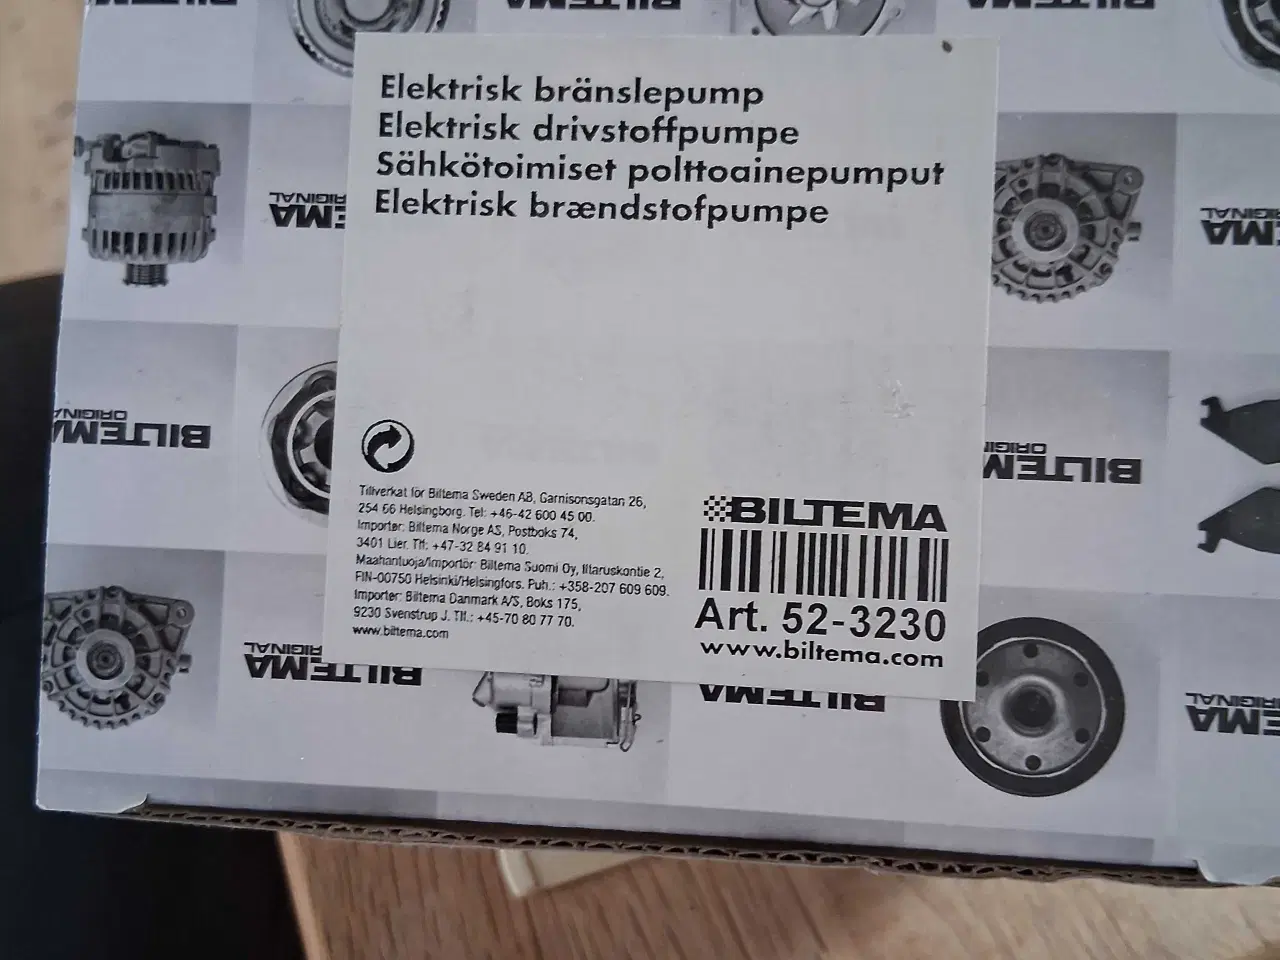 Elektrisk bränslepump
Elektrisk drivstoffpumpe
Sähkötoimiset polttoainepumput
Elektrisk brændstofpumpe
Tillverkat för Biltema Sweden AB, Garnisonsgatan 26,
254 66 Helsingborg. Tel: +46-42 600 45 00.
Importør: Biltema Norge AS, Postboks 74,
3401 Lier. Tlf: +47-32 84 91 10.
Maahantuoja/Importör: Biltema Suomi Oy, Iltaruskontie 2,
FIN-00750 Helsinki/Helsingfors. Puh.: +358-207 609 609.
Importør: Biltema Danmark A/S, Boks 175,
9230 Svenstrup J. Tlf.: +45-70 80 77 70.
www.biltema.com
BILTEMA
Art. 52-3230
www.biltema.com
BILTEMA
ORIGINAL
BILTEMA
ORIGINAL
BILTEMA
ORIGINAL
BILTEMA